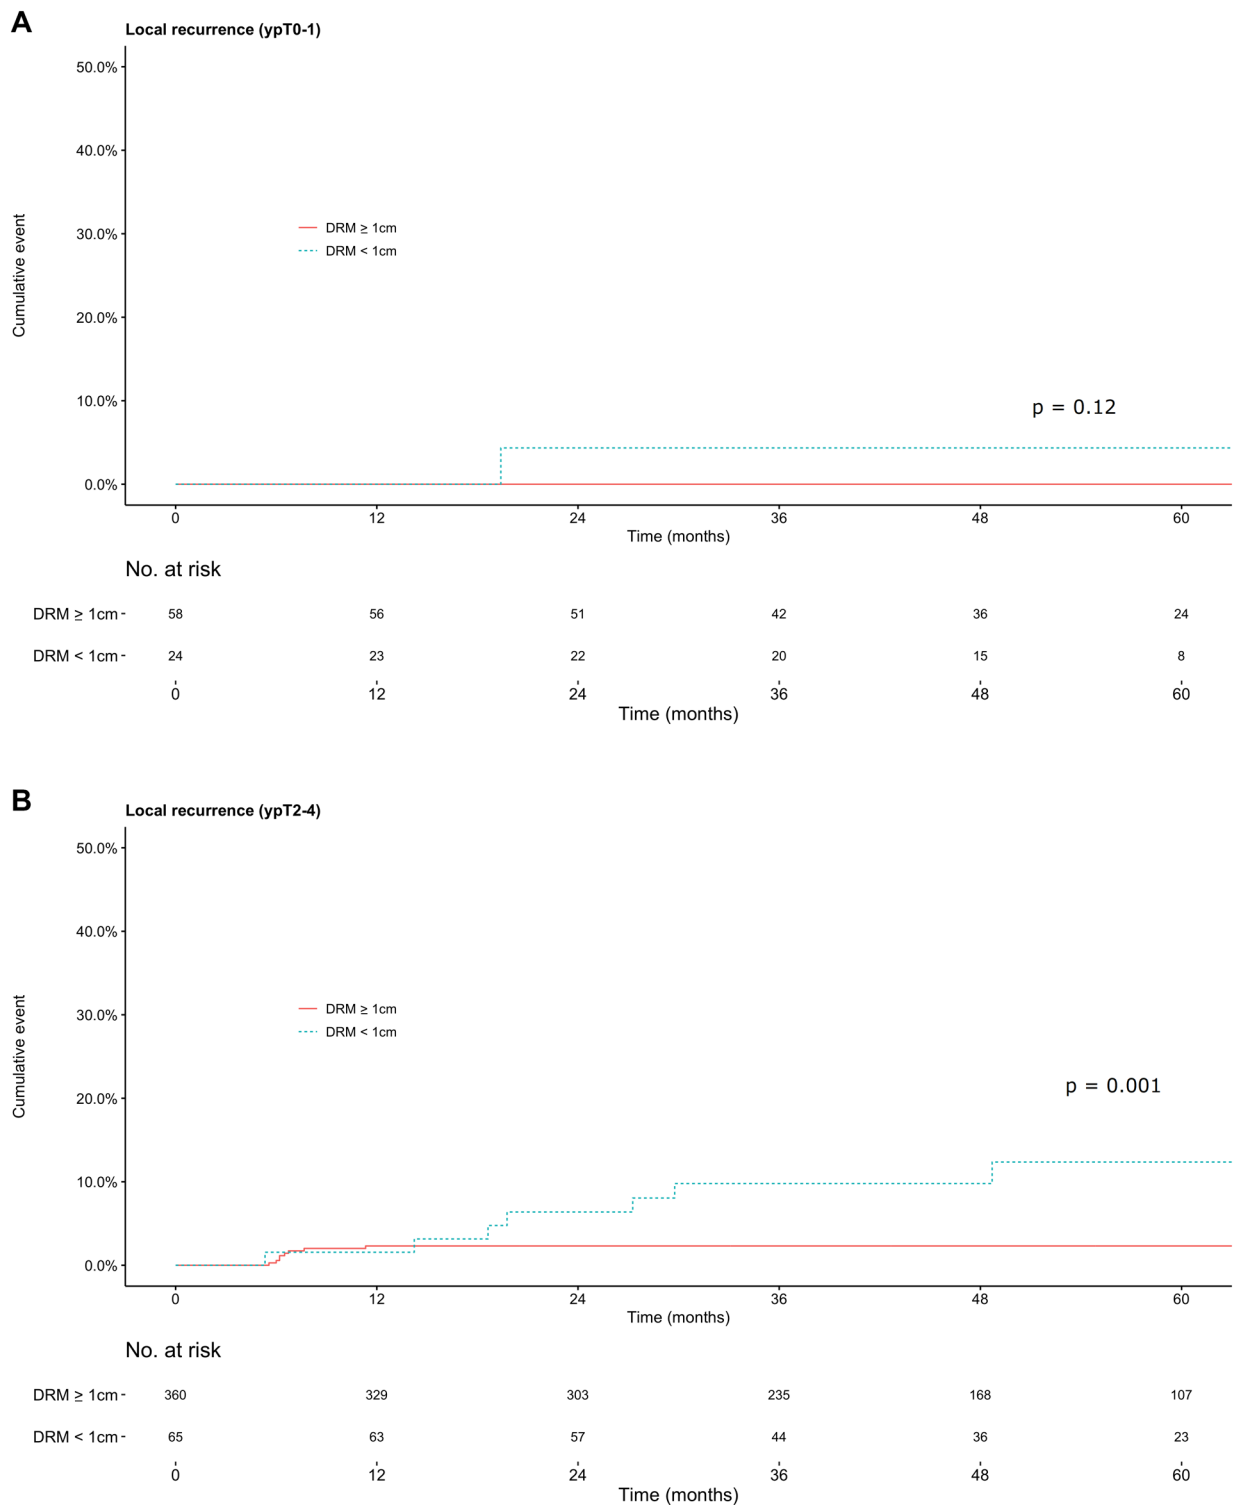 A
Local recurrence (ypT0-1)
50.0%
40.0%
30.0%
20.0%
10.0%
0.0%
Cumulative event
DRM ≥ 1cm
DRM < 1cm
p = 0.12
0 12 24 36 48 60
Time (months)
No. at risk
DRM ≥ 1cm 58 56 51 42 36 24
DRM < 1cm 24 23 22 20 15 8
0 12 24 36 48 60
Time (months)
B
Local recurrence (ypT2-4)
50.0%
40.0%
30.0%
20.0%
10.0%
0.0%
Cumulative event
DRM ≥ 1cm
DRM < 1cm
p = 0.001
0 12 24 36 48 60
Time (months)
No. at risk
DRM ≥ 1cm 360 329 303 235 168 107
DRM < 1cm 65 63 57 44 36 23
0 12 24 36 48 60
Time (months)